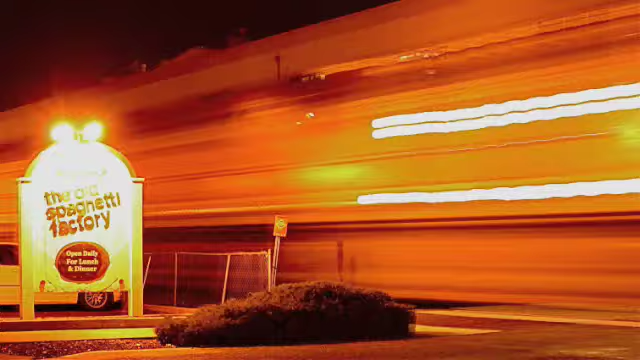 the old
spaghetti
factory
Open Daily
For Lunch
& Dinner